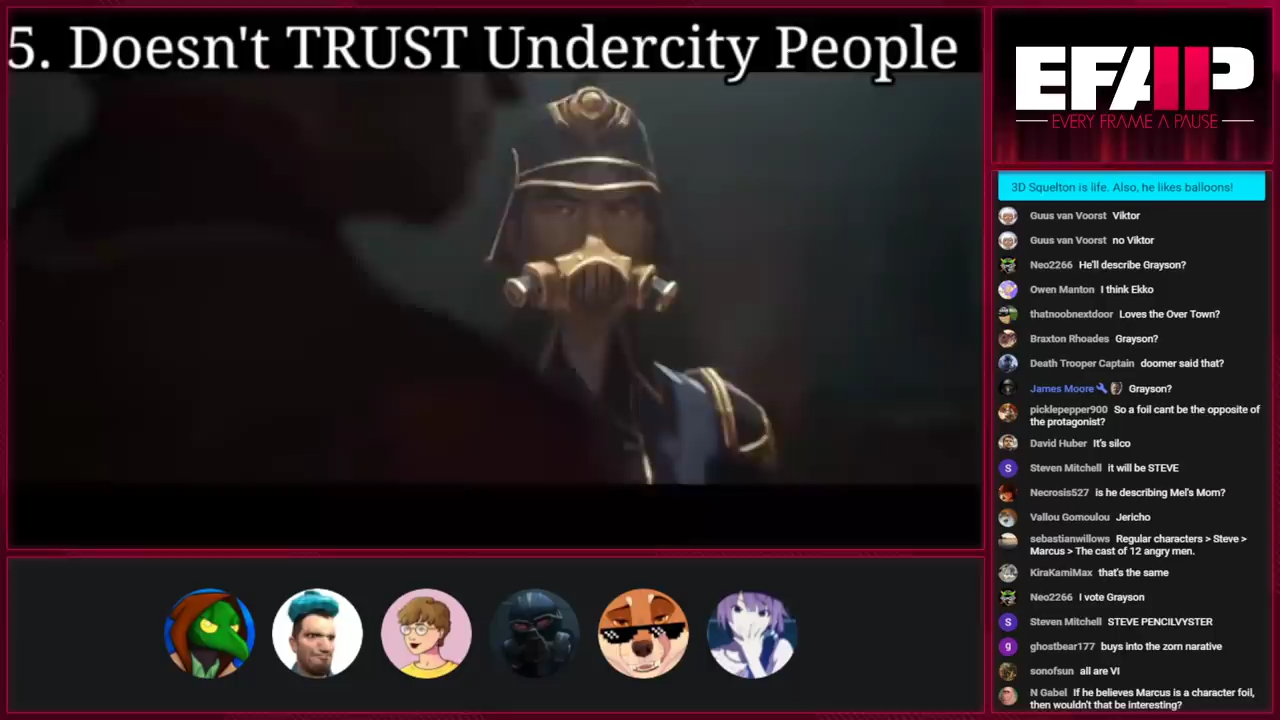 5. Doesn't TRUST Undercity People
EFAP
EVERY FRAME A PAUSE
3D Squelton is life. Also, he likes balloons!
Guus van Voorst Viktor
Guus van Voorst no Viktor
Neo2266 He'll describe Grayson?
Owen Manton I think Ekko
thatnoobnextdoor Loves the Over Town?
Braxton Rhoades Grayson?
Death Trooper Captain doomer said that?
James Moore Grayson?
picklepepper900 So a foil cant be the opposite of
the protagonist?
David Huber It's silco
S
Steven Mitchell it will be STEVE
Necrosis527 is he describing Mel's Mom?
Vallou Gomoulou Jericho
sebastianwillows Regular characters > Steve >
Marcus > The cast of 12 angry men.
KiraKamiMax that's the same
Neo2266 I vote Grayson
S
Steven Mitchell STEVE PENCILVYSTER
g
ghostbear177 buys into the zorn narative
sonofsun all are VI
N Gabel If he believes Marcus is a character foil,
then wouldn't that be interesting?